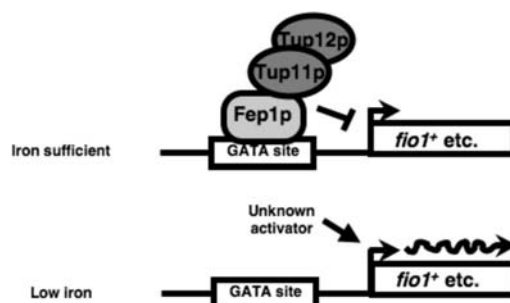 Tup12p
Tup11p
Fep1p
GATA site
Iron sufficient
fio1+ etc.
Unknown
activator
GATA site
Low iron
fio1+ etc.